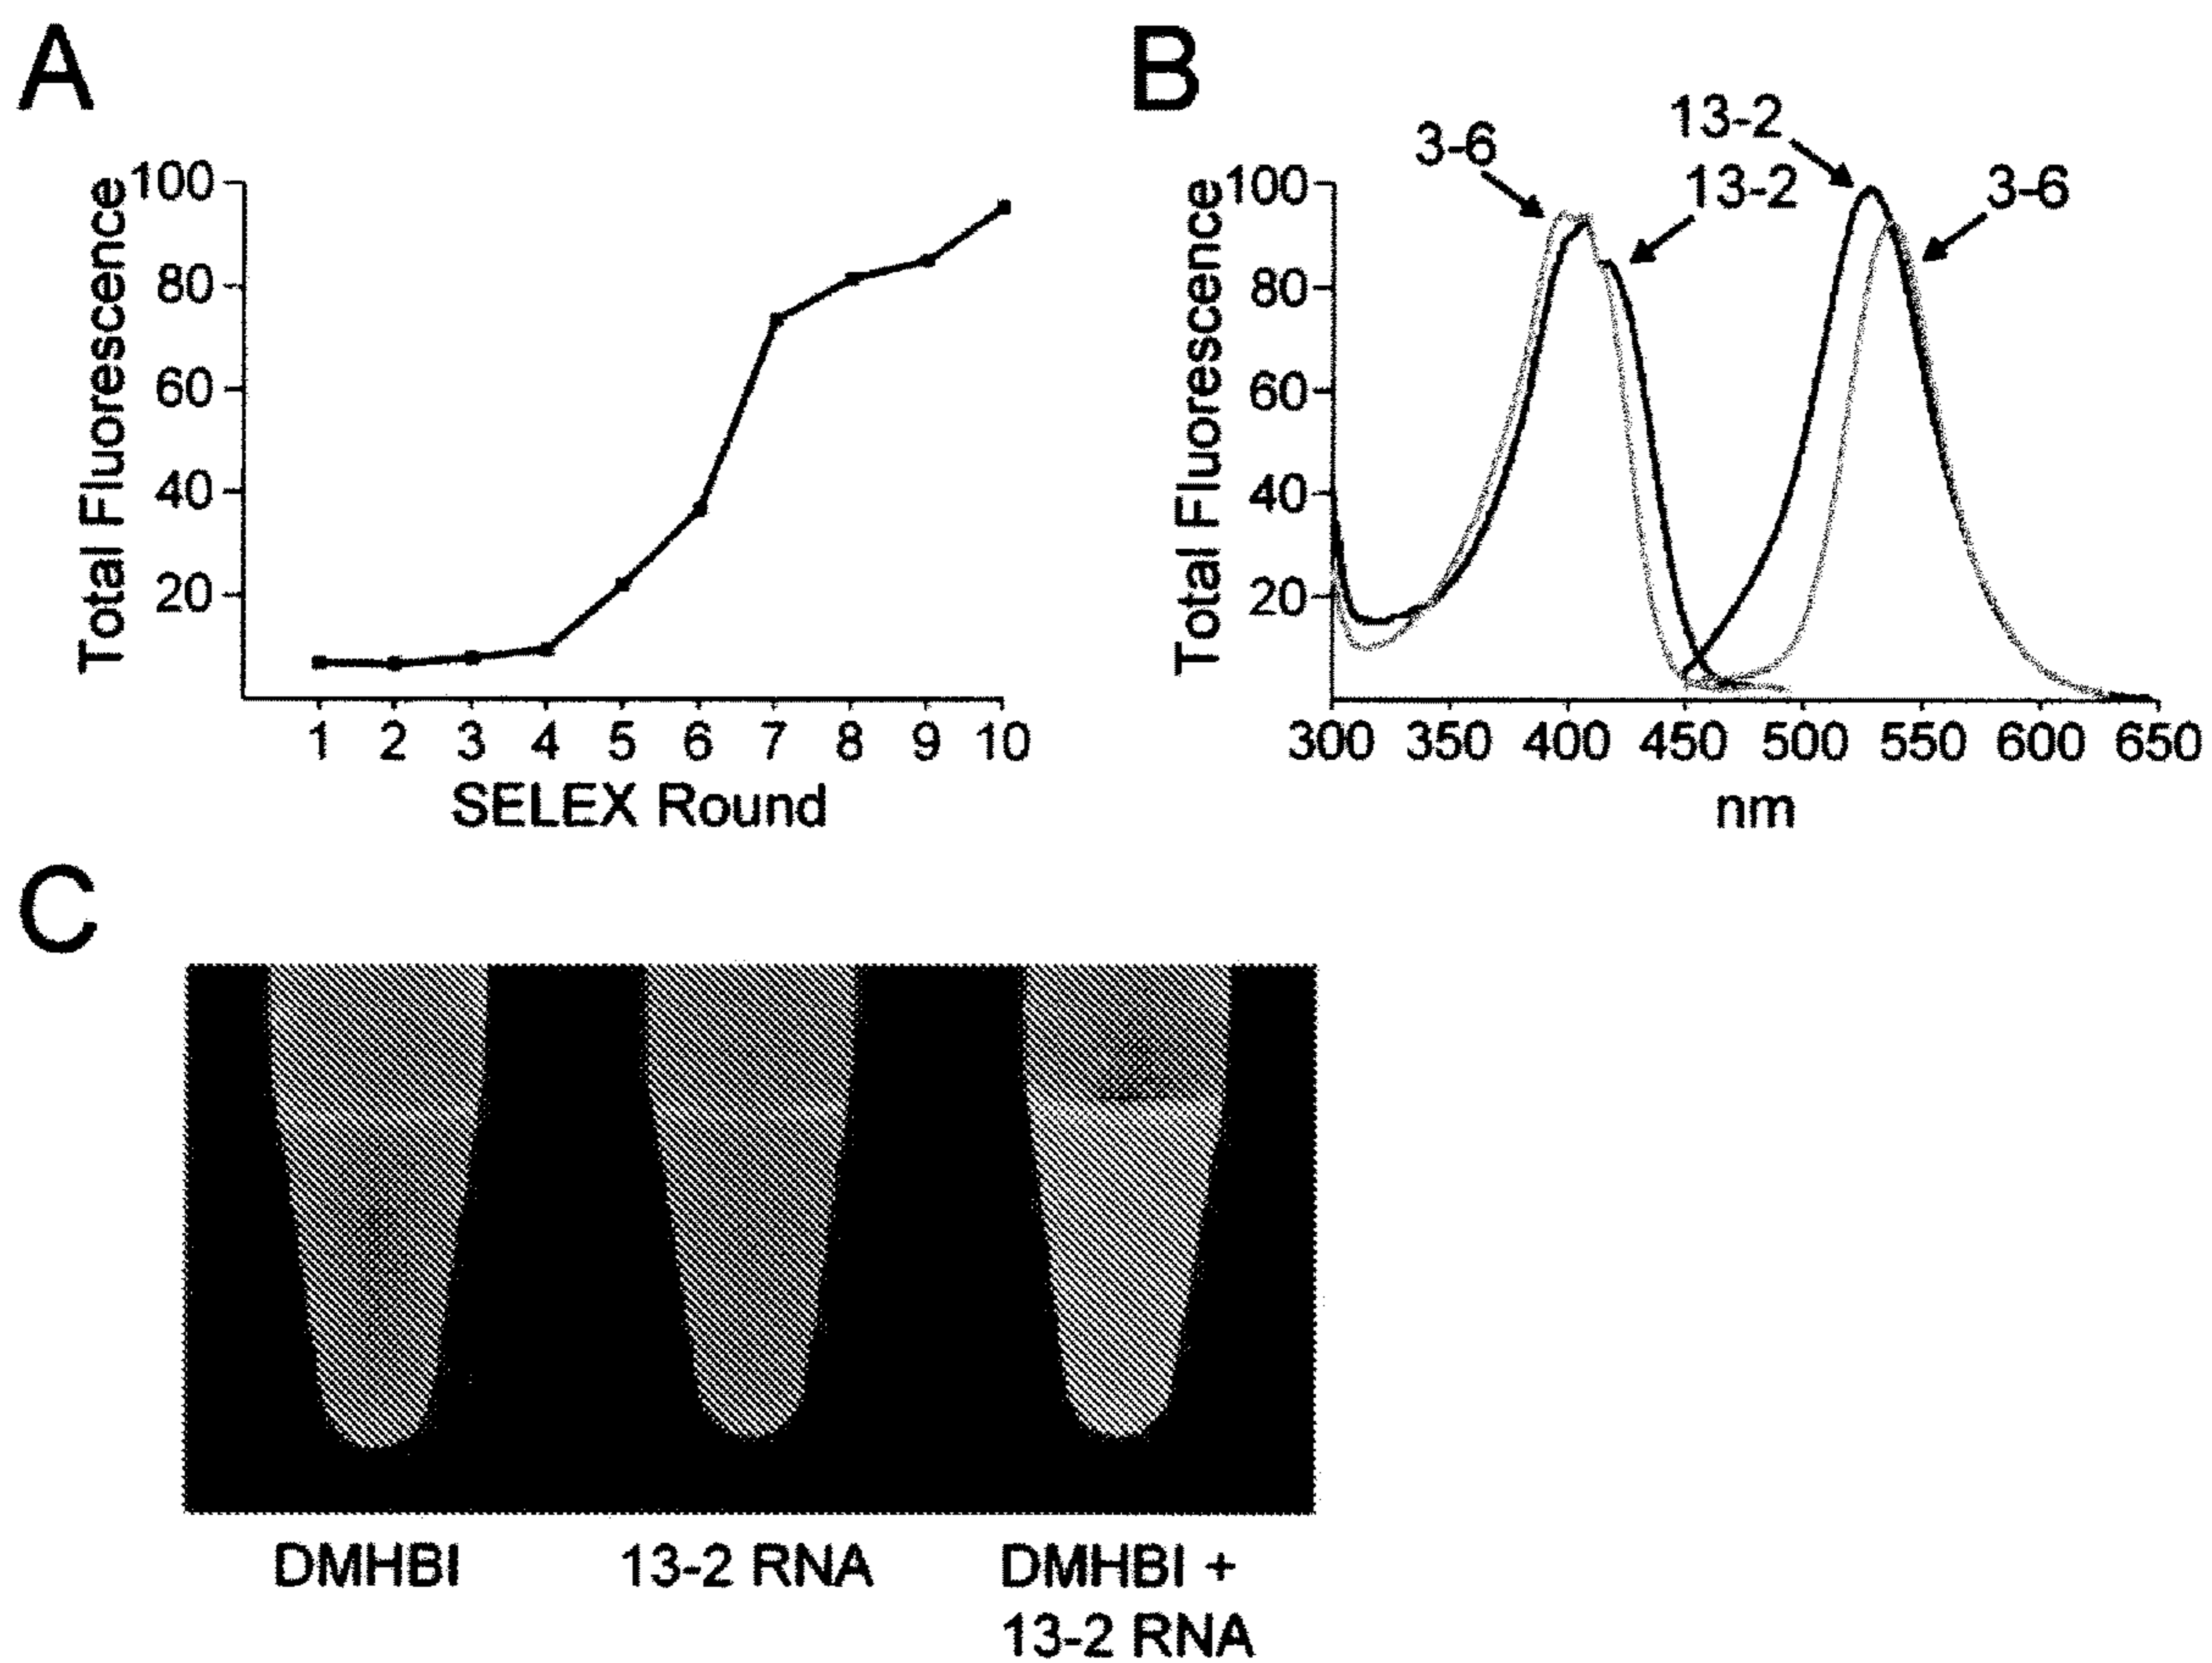 A
Total Fluorescence
100
80
60
40
20
1 2 3 4 5 6 7 8 9 10
SELEX Round
B
Total Fluorescence
100
80
60
40
20
3-6
13-2
13-2
3-6
300 350 400 450 500 550 600 650
nm
C
DMHBI
13-2 RNA
DMHBI +
13-2 RNA